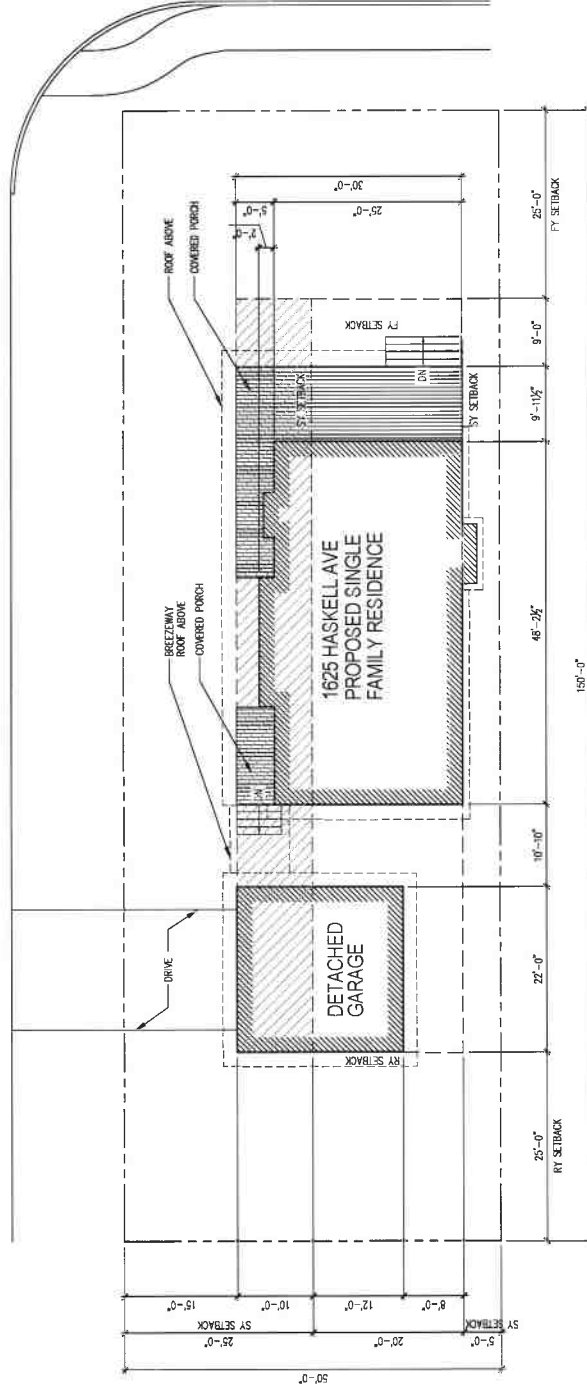 ROOF ABOVE
COVERED PORCH
BREEZEWAY
ROOF ABOVE
COVERED PORCH
DRIVE
30'-0"
5'-0"
2'-0"
25'-0"
25'-0"
FY SETBACK
9'-0"
FY SETBACK
DN
9'-11½"
SY SETBACK
SY SETBACK
1625 HASKELL AVE
PROPOSED SINGLE
FAMILY RESIDENCE
48'-2½"
150'-0"
DN
10'-10"
DETACHED
GARAGE
22'-0"
RY SETBACK
25'-0"
RY SETBACK
15'-0"
10'-0"
12'-0"
8'-0"
SY SETBACK
25'-0"
20'-0"
SY SETBACK
5'-0"
50'-0"